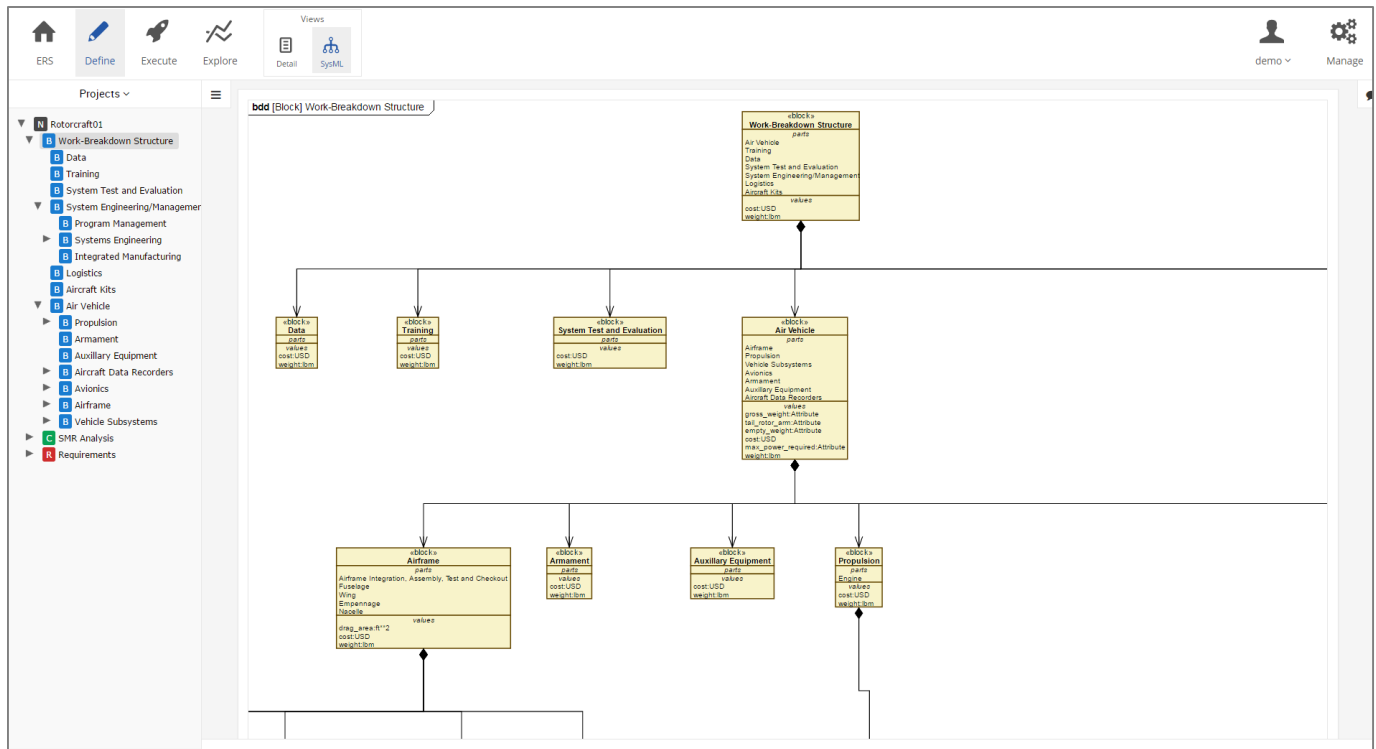 ERS
Define
Execute
Explore
Views
Detail
SysML
demo
Manage
Projects
N Rotorcraft01
B Work-Breakdown Structure
B Data
B Training
B System Test and Evaluation
B System Engineering/Managemer
B Program Management
B Systems Engineering
B Integrated Manufacturing
B Logistics
B Aircraft Kits
B Air Vehicle
B Propulsion
B Armament
B Auxillary Equipment
B Aircraft Data Recorders
B Avionics
B Airframe
B Vehicle Subsystems
C SMR Analysis
R Requirements
bdd [Block] Work-Breakdown Structure
«block»
Work-Breakdown Structure
parts
Air Vehicle
Training
Data
System Test and Evaluation
System Engineering/Management
Logistics
Aircraft Kits
values
cost:USD
weight:lbm
«block»
Data
parts
values
cost:USD
weight:lbm
«block»
Training
parts
values
cost:USD
weight:lbm
«block»
System Test and Evaluation
parts
values
cost:USD
weight:lbm
«block»
Air Vehicle
parts
Airframe
Propulsion
Vehicle Subsystems
Avionics
Armament
Auxillary Equipment
Aircraft Data Recorders
values
gross_weight:Attribute
tail_rotor_arm:Attribute
empty_weight:Attribute
cost:USD
max_power_required:Attribute
weight:lbm
«block»
Airframe
parts
Airframe Integration, Assembly, Test and Checkout
Fuselage
Wing
Empennage
Nacelle
values
drag_area:ft**2
cost:USD
weight:lbm
«block»
Armament
parts
values
cost:USD
weight:lbm
«block»
Auxillary Equipment
parts
values
cost:USD
weight:lbm
«block»
Propulsion
parts
Engine
values
cost:USD
weight:lbm